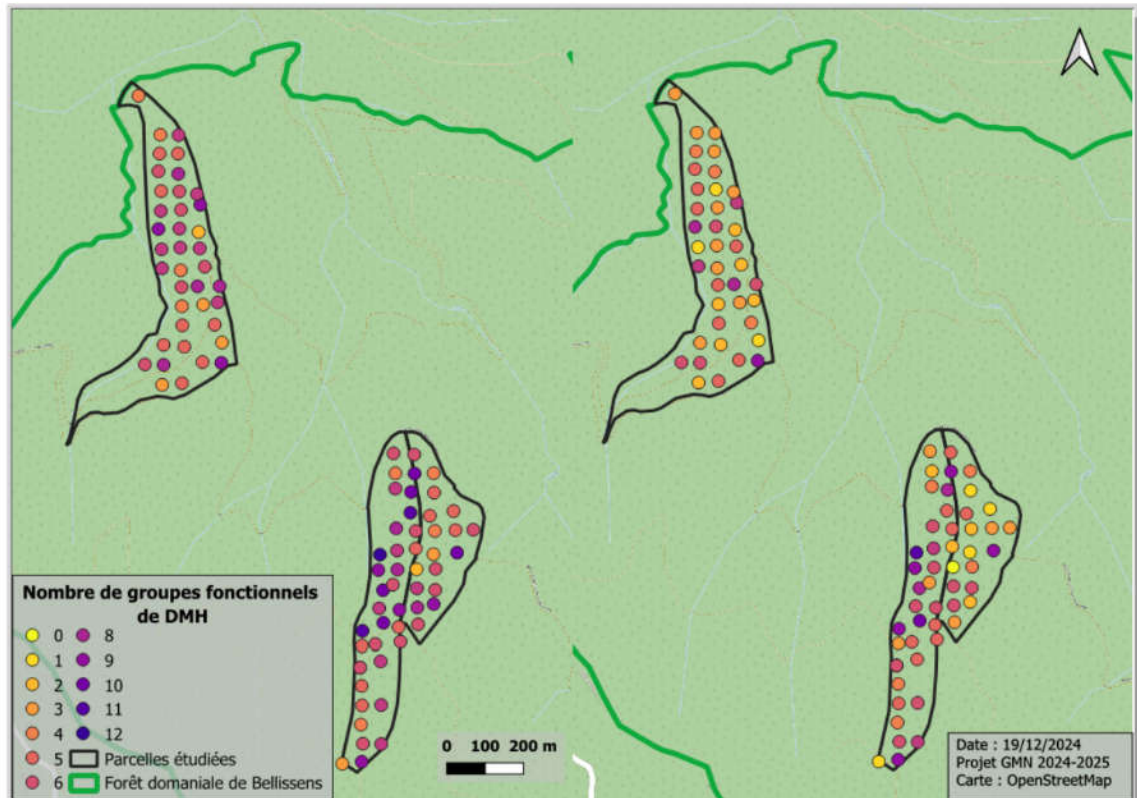 Nombre de groupes fonctionnels
de DMH
0 8
1 9
2 10
3 11
4 12
5 Parcelles étudiées
6 Forêt domaniale de Bellissens
0 100 200 m
Date : 19/12/2024
Projet GMN 2024-2025
Carte : OpenStreetMap